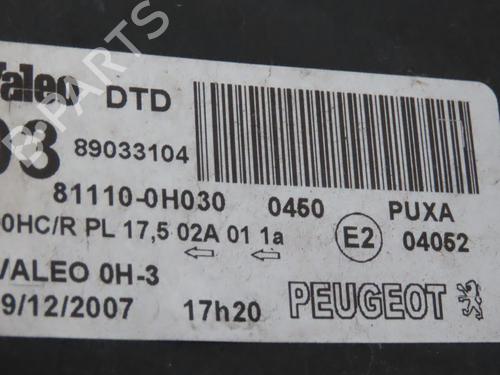 Valeo DTD
89033104
81110-0H030 0450 PUXA
0HC/R PL 17,5 02A 01 1a E2 04052
VALEO 0H-3
9/12/2007 17h20 PEUGEOT
PARTS